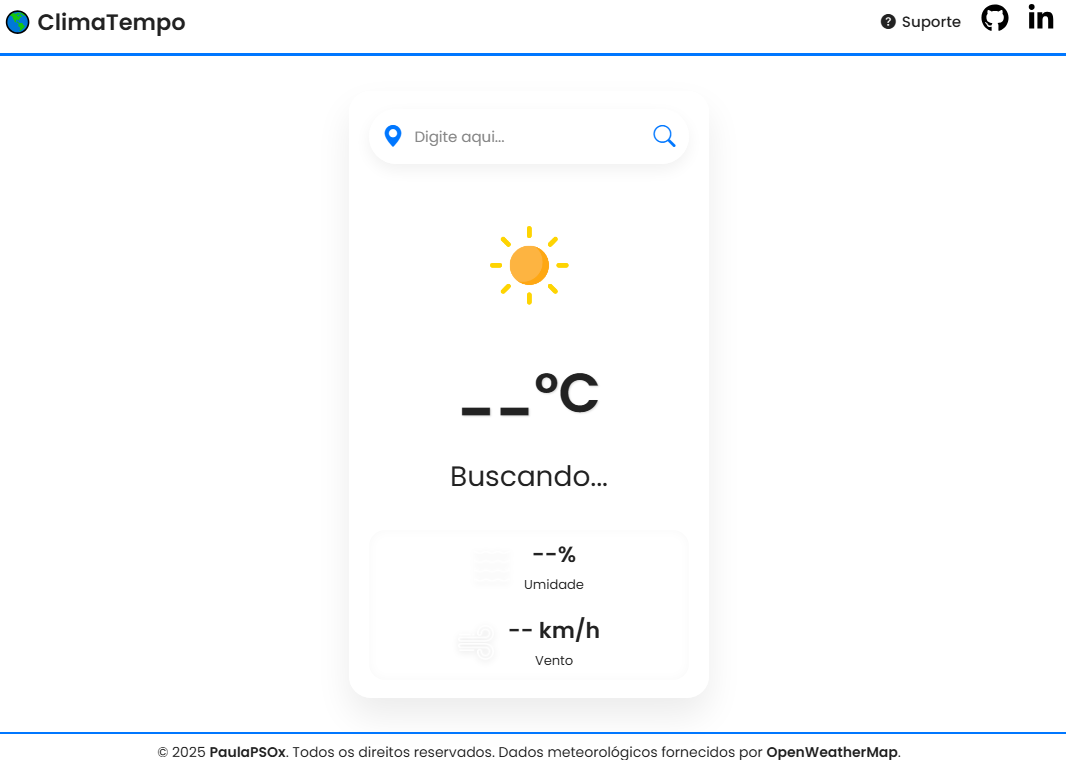 ClimaTempo
Suporte
Digite aqui...
--°C
Buscando...
--%
Umidade
-- km/h
Vento
© 2025 PaulaPSOx. Todos os direitos reservados. Dados meteorológicos fornecidos por OpenWeatherMap.